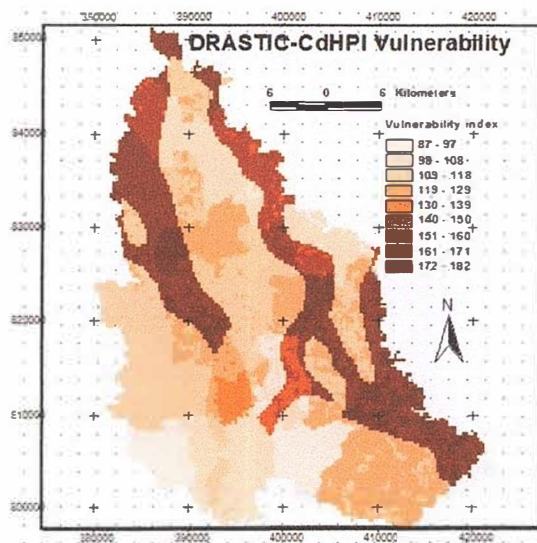 380000 390000 400000 410000 420000
850000
DRASTIC-CdHPI Vulnerability
6 0 6 Kilometers
Vulnerability index
87 - 97
98 - 108
109 - 118
119 - 129
130 - 139
140 - 150
151 - 160
161 - 171
172 - 182
840000
830000
820000
N
810000
800000
380000 390000 400000 410000 420000